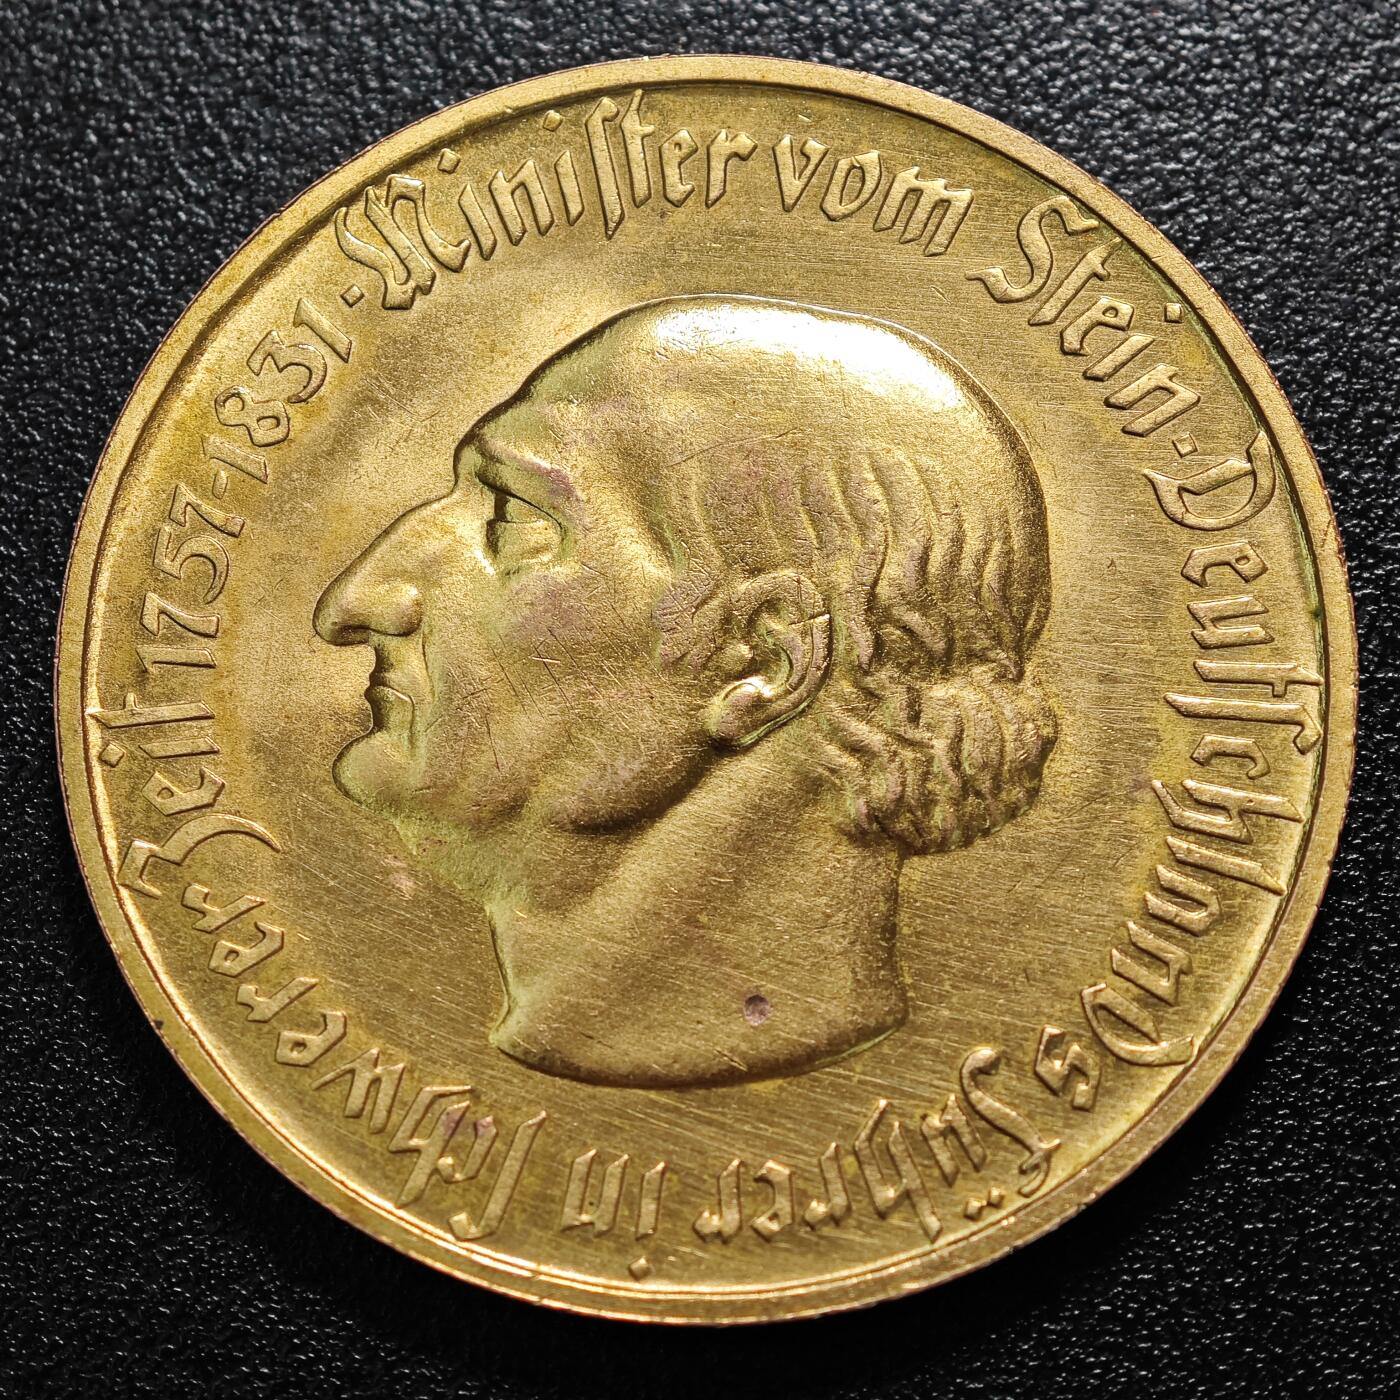 Minister vom Stein · Deutschlands Führer in schwerer Zeit 1757-1831 ·